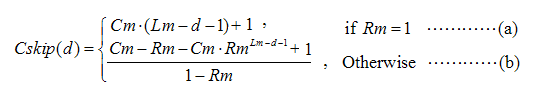 Cskip(d) = { Cm·(Lm−d−1)+1 , if Rm=1 …………(a)
(Cm−Rm−Cm·Rm^{Lm−d−1}+1) / (1−Rm) , Otherwise …………(b)